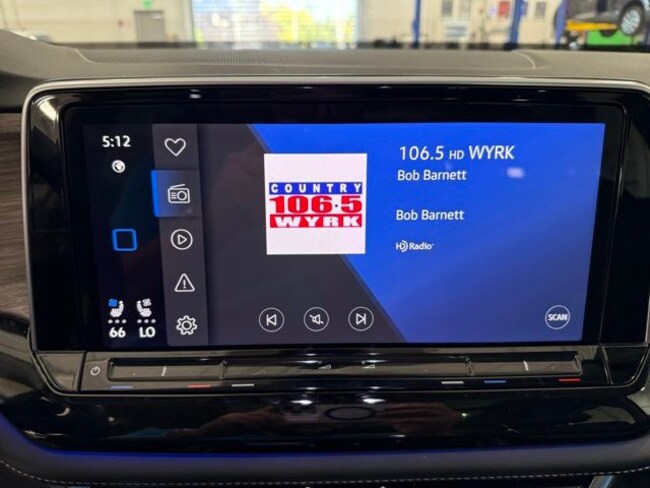 5:12
COUNTRY
106.5
WYRK
106.5 HD WYRK
Bob Barnett
Bob Barnett
HD Radio
66 LO
SCAN